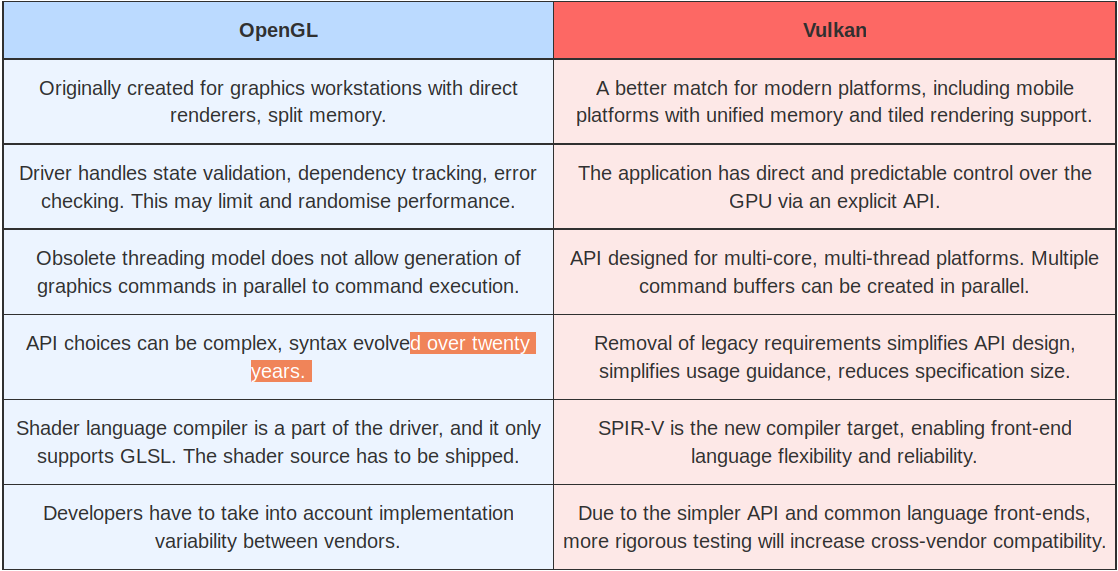 OpenGL
Vulkan
Originally created for graphics workstations with direct
renderers, split memory.
A better match for modern platforms, including mobile
platforms with unified memory and tiled rendering support.
Driver handles state validation, dependency tracking, error
checking. This may limit and randomise performance.
The application has direct and predictable control over the
GPU via an explicit API.
Obsolete threading model does not allow generation of
graphics commands in parallel to command execution.
API designed for multi-core, multi-thread platforms. Multiple
command buffers can be created in parallel.
API choices can be complex, syntax evolved over twenty
years.
Removal of legacy requirements simplifies API design,
simplifies usage guidance, reduces specification size.
Shader language compiler is a part of the driver, and it only
supports GLSL. The shader source has to be shipped.
SPIR-V is the new compiler target, enabling front-end
language flexibility and reliability.
Developers have to take into account implementation
variability between vendors.
Due to the simpler API and common language front-ends,
more rigorous testing will increase cross-vendor compatibility.